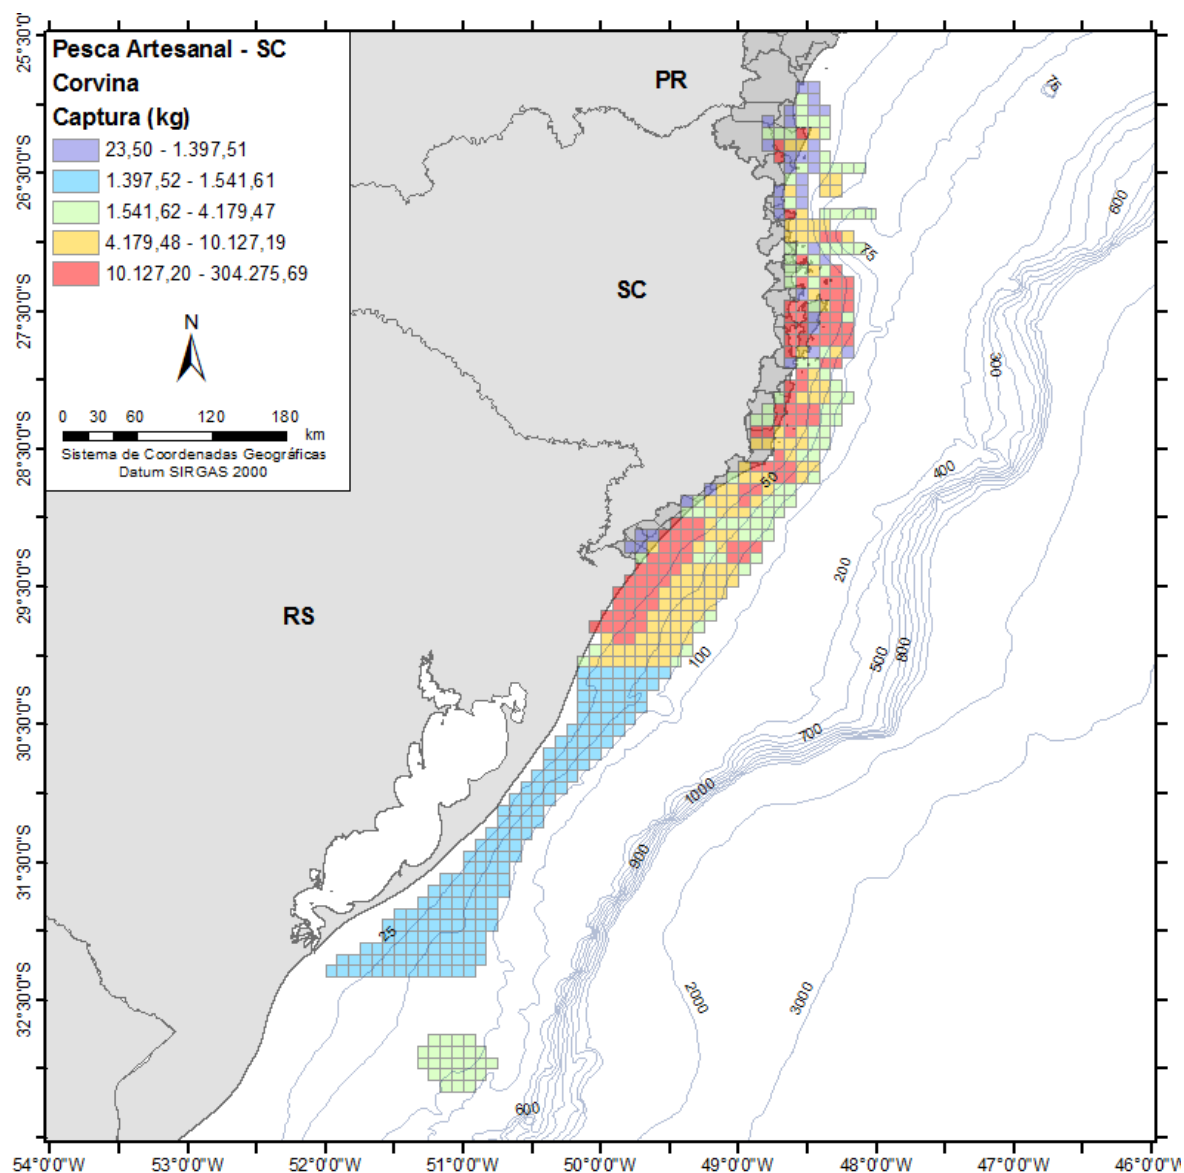 Pesca Artesanal - SC
Corvina
Captura (kg)
23,50 - 1.397,51
1.397,52 - 1.541,61
1.541,62 - 4.179,47
4.179,48 - 10.127,19
10.127,20 - 304.275,69
N
0 30 60 120 180
km
Sistema de Coordenadas Geográficas
Datum SIRGAS 2000
PR
SC
RS
75
600
75
300
50
400
200
500
800
100
700
1000
900
25
2000
3000
600
25°30'0"
26°30'0"S
27°30'0"S
28°30'0"S
29°30'0"S
30°30'0"S
31°30'0"S
32°30'0"S
54°0'0"W 53°0'0"W 52°0'0"W 51°0'0"W 50°0'0"W 49°0'0"W 48°0'0"W 47°0'0"W 46°0'0"W